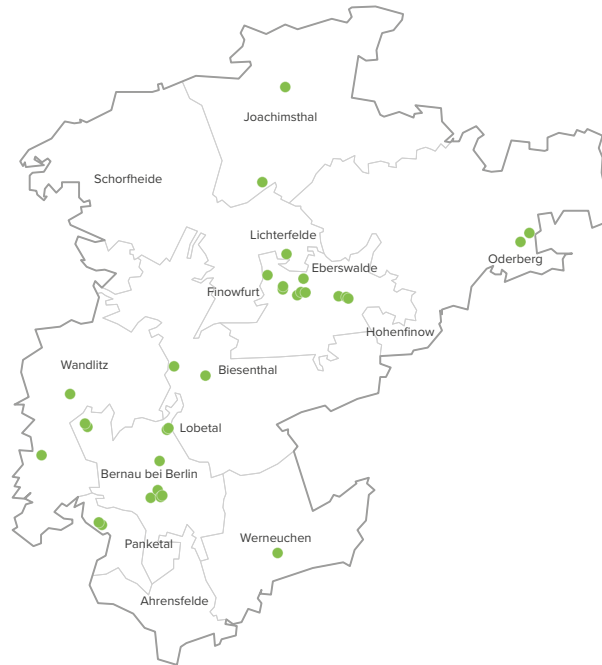 Joachimsthal
Schorfheide
Lichterfelde
Oderberg
Eberswalde
Finowfurt
Hohenfinow
Wandlitz
Biesenthal
Lobetal
Bernau bei Berlin
Werneuchen
Panketal
Ahrensfelde